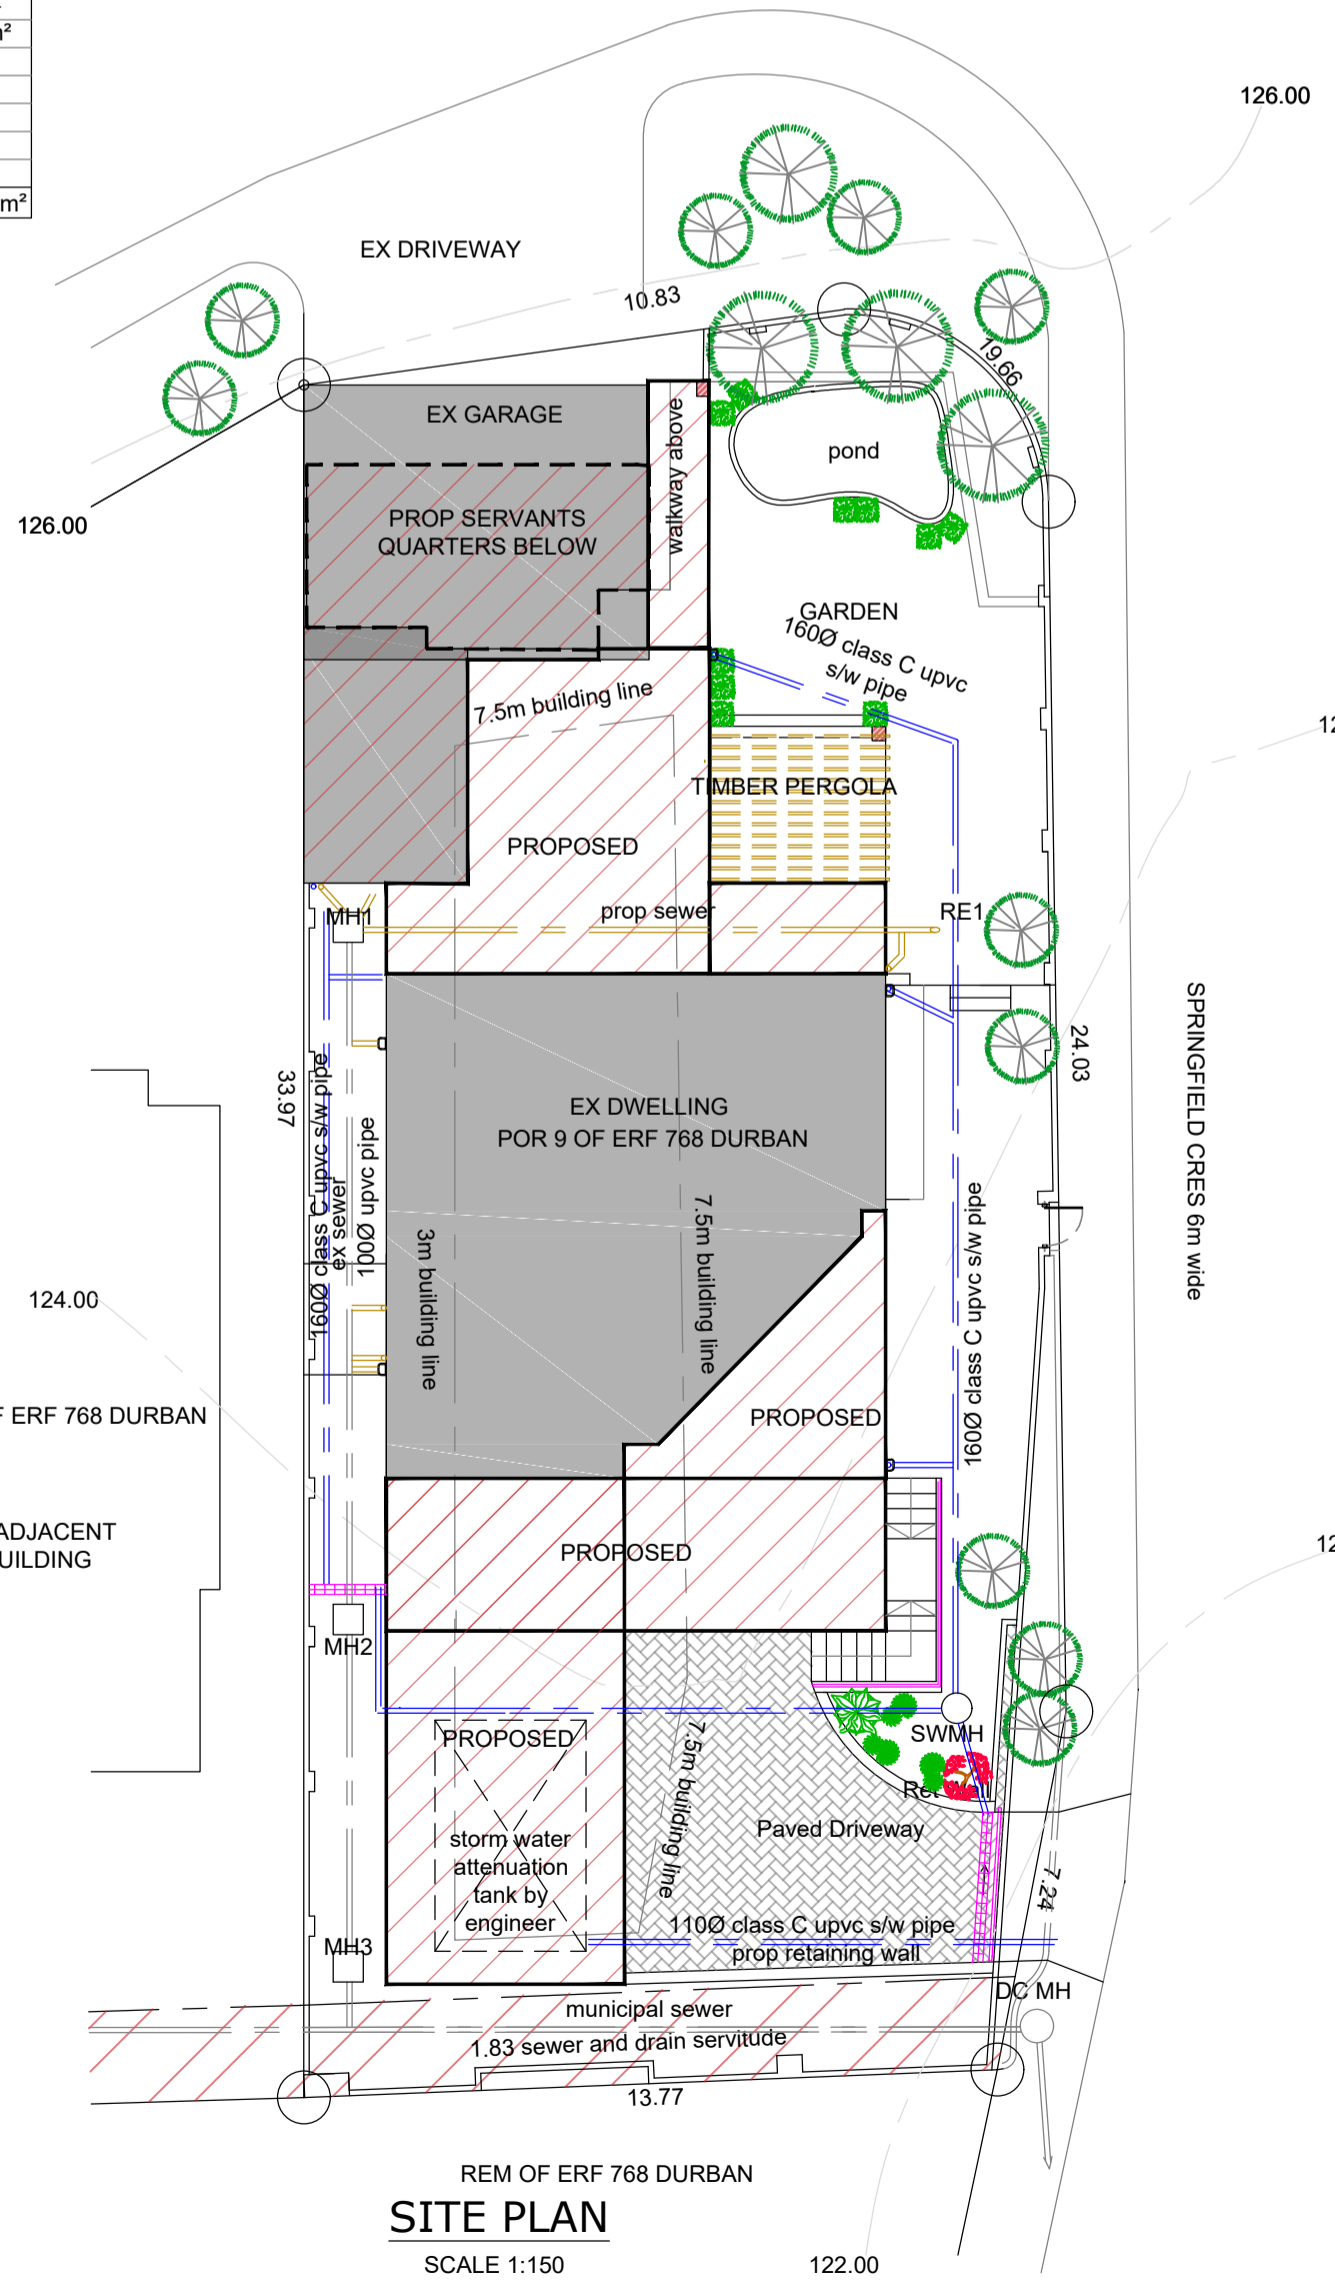 m²
m²
126.00
EX DRIVEWAY
10.83
19.66
EX GARAGE
walkway above
pond
126.00
PROP SERVANTS
QUARTERS BELOW
GARDEN
160Ø class C upvc
s/w pipe
7.5m building line
TIMBER PERGOLA
PROPOSED
MH1
prop sewer
RE1
SPRINGFIELD CRES 6m wide
24.03
33.97
160Ø class C upvc s/w pipe
ex sewer
100Ø upvc pipe
EX DWELLING
POR 9 OF ERF 768 DURBAN
3m building line
7.5m building line
160Ø class C upvc s/w pipe
124.00
ERF 768 DURBAN
PROPOSED
ADJACENT
UILDING
PROPOSED
MH2
PROPOSED
SWMH
7.5m building line
Paved Driveway
storm water
attenuation
tank by
engineer
7.24
110Ø class C upvc s/w pipe
prop retaining wall
MH3
DC MH
municipal sewer
1.83 sewer and drain servitude
13.77
REM OF ERF 768 DURBAN
SITE PLAN
SCALE 1:150
122.00